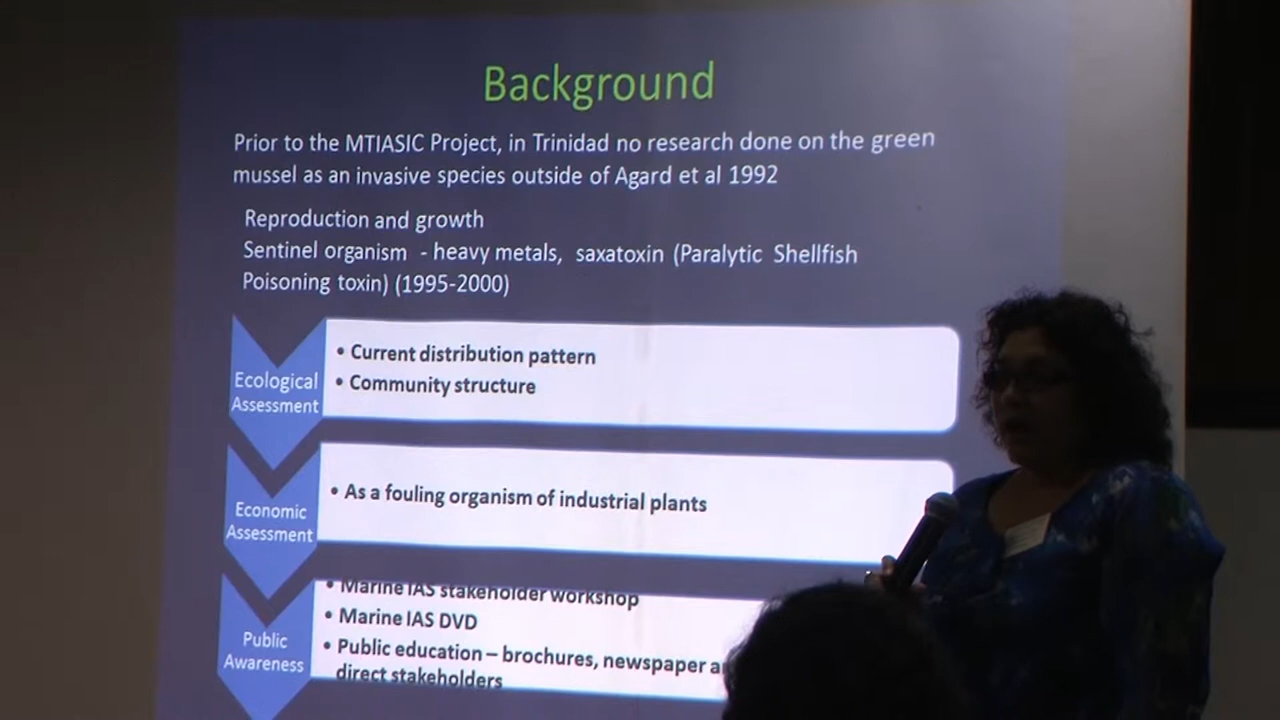 Background
Prior to the MTIASIC Project, in Trinidad no research done on the green
mussel as an invasive species outside of Agard et al 1992
Reproduction and growth
Sentinel organism - heavy metals, saxatoxin (Paralytic Shellfish
Poisoning toxin) (1995-2000)
Ecological
Assessment
• Current distribution pattern
• Community structure
Economic
Assessment
• As a fouling organism of industrial plants
Public
Awareness
• Marine IAS stakeholder workshop
• Marine IAS DVD
• Public education – brochures, newspaper
direct stakeholders